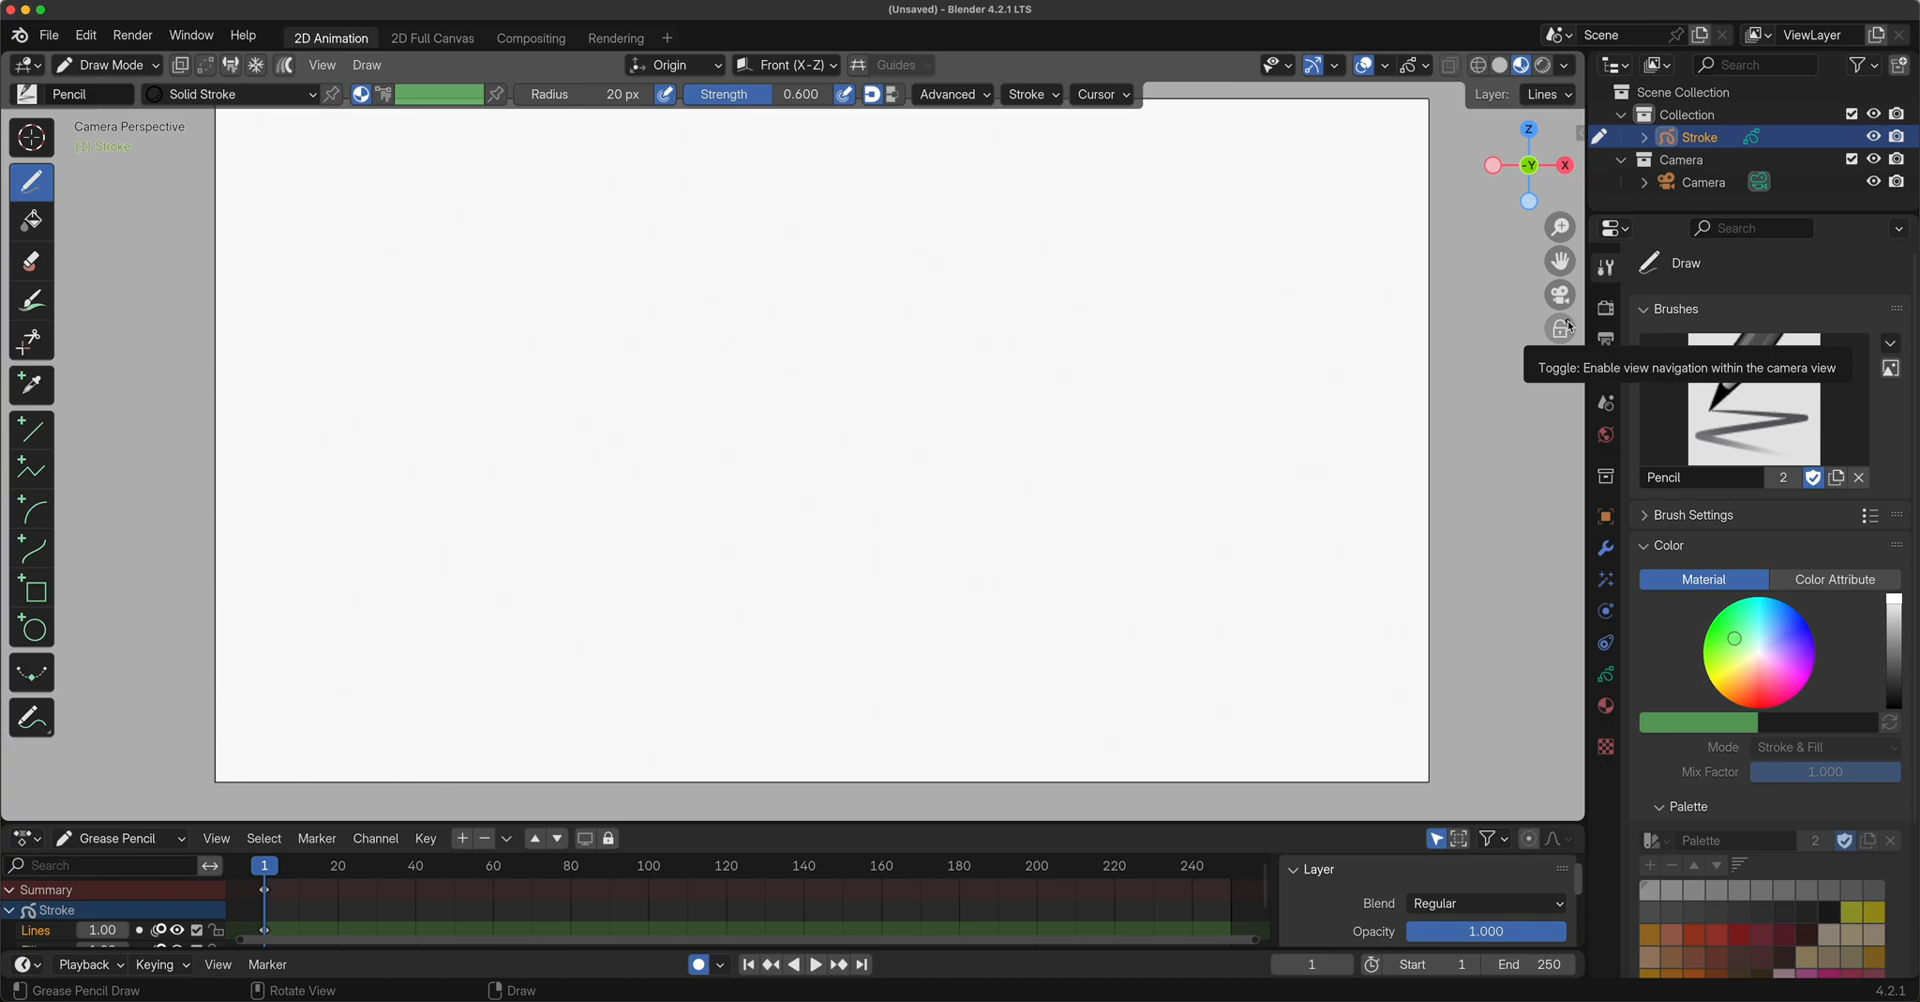 (Unsaved) - Blender 4.2.1 LTS
File Edit Render Window Help 2D Animation 2D Full Canvas Compositing Rendering + Scene ViewLayer
Draw Mode View Draw Origin Front (X-Z) Guides Search
Pencil Solid Stroke Radius 20 px Strength 0.600 Advanced Stroke Cursor Layer: Lines
Scene Collection
Collection
Stroke
Camera
Camera
Camera Perspective
(1) Stroke
Z
-Y X
Search
Draw
Brushes
Toggle: Enable view navigation within the camera view
Pencil 2
Brush Settings
Color
Material Color Attribute
Mode Stroke & Fill
Mix Factor 1.000
Palette
Palette 2
Grease Pencil View Select Marker Channel Key
Search 1 20 40 60 80 100 120 140 160 180 200 220 240
Summary
Stroke
Lines 1.00
Layer
Blend Regular
Opacity 1.000
Playback Keying View Marker 1 Start 1 End 250
Grease Pencil Draw Rotate View Draw 4.2.1